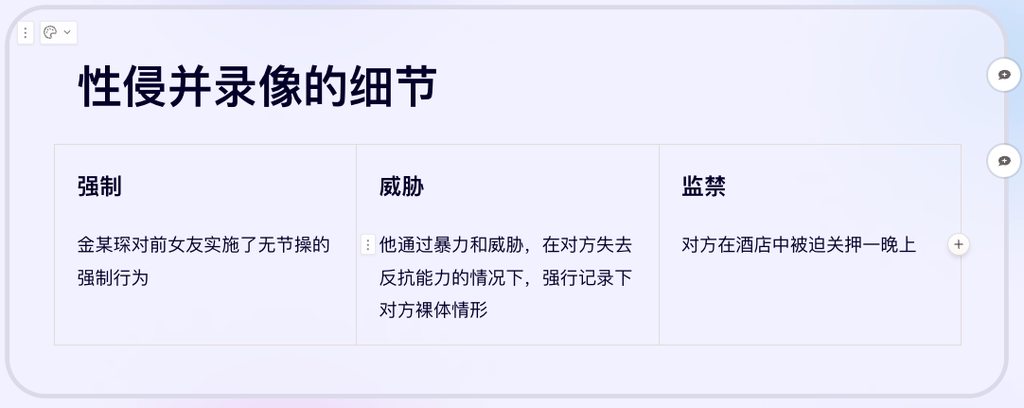 性侵并录像的细节
强制
金某琛对前女友实施了无节操的
强制行为
威胁
他通过暴力和威胁，在对方失去
反抗能力的情况下，强行记录下
对方裸体情形
监禁
对方在酒店中被迫关押一晚上